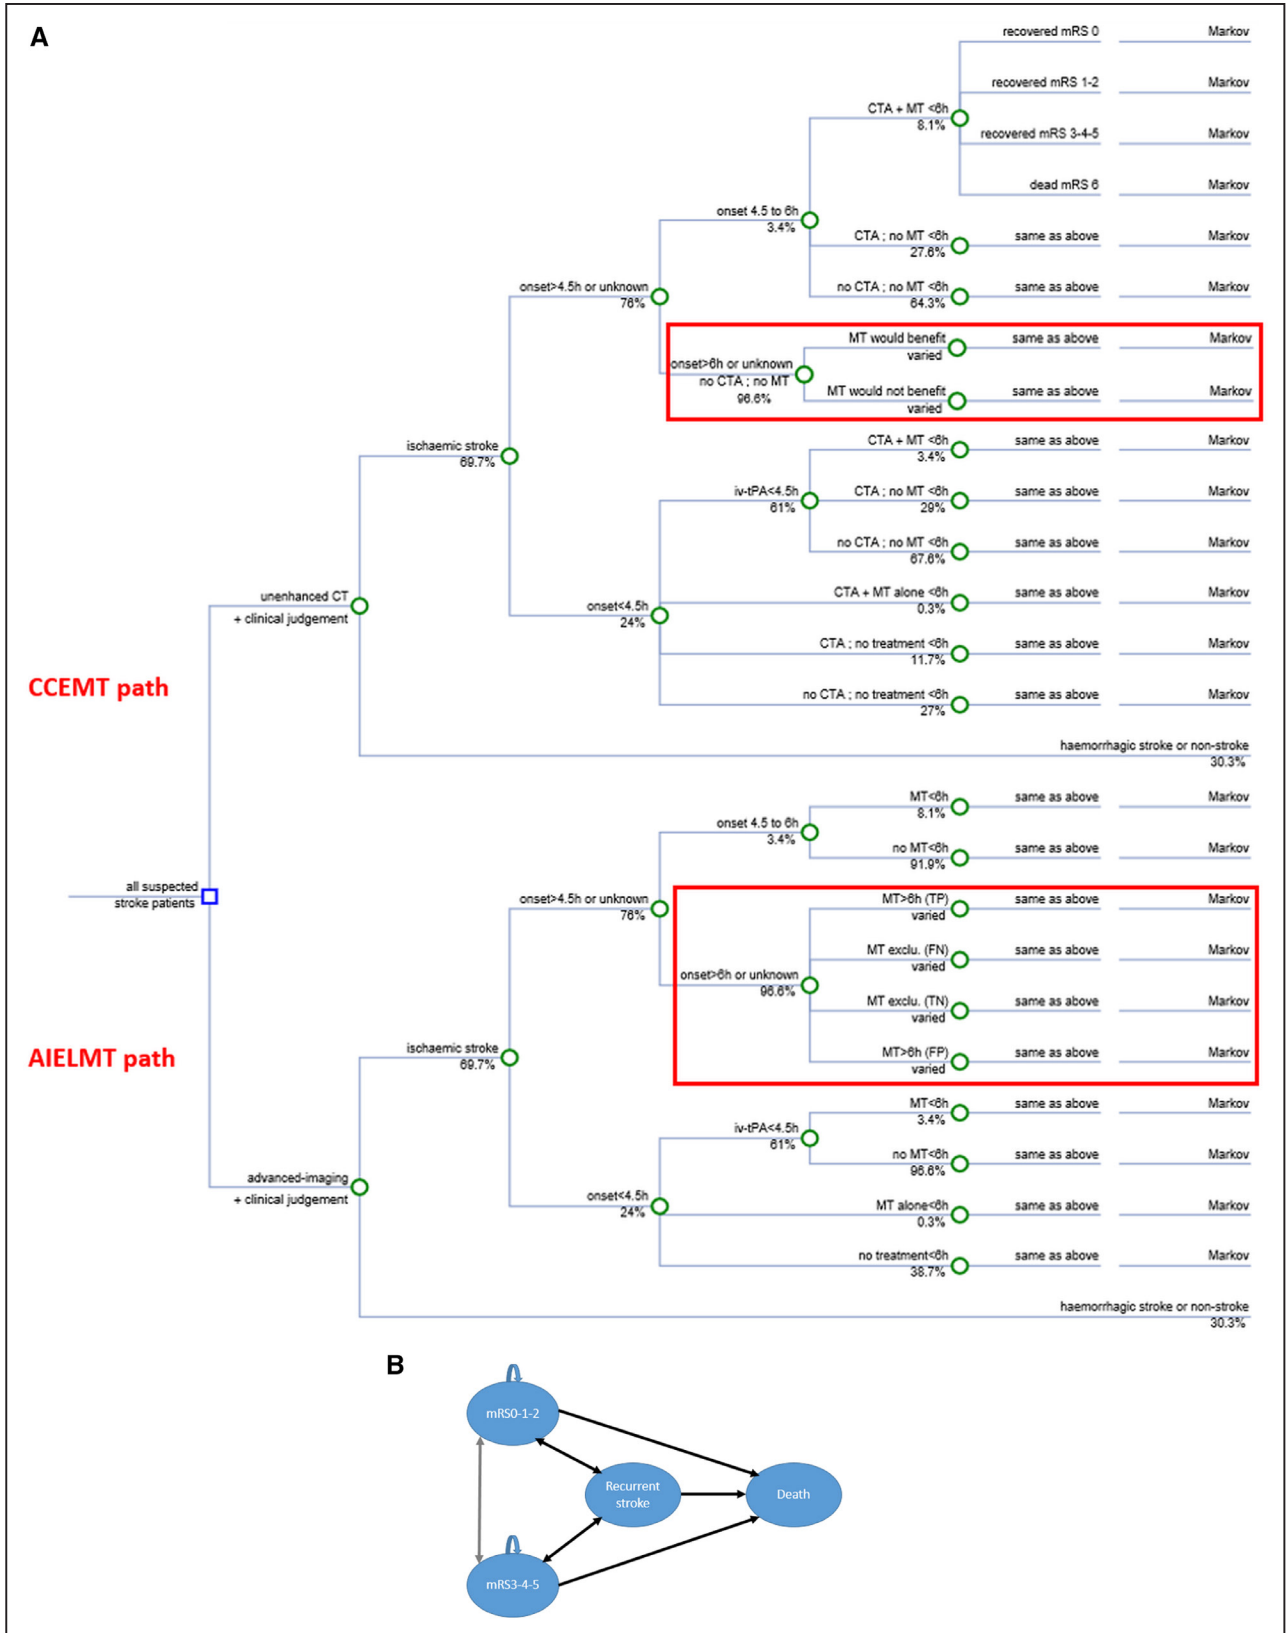 A
recovered mRS 0 Markov
recovered mRS 1-2 Markov
CTA + MT <6h
8.1%
recovered mRS 3-4-5 Markov
dead mRS 6 Markov
onset 4.5 to 6h
3.4%
CTA ; no MT <6h same as above Markov
27.6%
onset>4.5h or unknown
76%
no CTA ; no MT <6h same as above Markov
64.3%
MT would benefit same as above Markov
varied
onset>6h or unknown
no CTA ; no MT
96.6%
MT would not benefit same as above Markov
varied
ischaemic stroke
69.7%
CTA + MT <6h same as above Markov
3.4%
iv-tPA<4.5h
61%
CTA ; no MT <6h same as above Markov
29%
no CTA ; no MT <6h same as above Markov
67.6%
unenhanced CT
+ clinical judgement
onset<4.5h
24%
CTA + MT alone <6h same as above Markov
0.3%
CTA ; no treatment <6h same as above Markov
11.7%
CCEMT path
no CTA ; no treatment <6h same as above Markov
27%
haemorrhagic stroke or non-stroke
30.3%
MT<6h same as above Markov
8.1%
onset 4.5 to 6h
3.4%
no MT<6h same as above Markov
91.9%
all suspected
stroke patients
onset>4.5h or unknown
76%
MT>6h (TP) same as above Markov
varied
MT exclu. (FN) same as above Markov
varied
onset>6h or unknown
96.6%
MT exclu. (TN) same as above Markov
varied
AIELMT path
ischaemic stroke
69.7%
MT>6h (FP) same as above Markov
varied
MT<6h same as above Markov
3.4%
iv-tPA<4.5h
61%
no MT<6h same as above Markov
96.6%
advanced-imaging
+ clinical judgement
onset<4.5h
24%
MT alone<6h same as above Markov
0.3%
no treatment<6h same as above Markov
38.7%
haemorrhagic stroke or non-stroke
30.3%
B
mRS0-1-2
Recurrent
stroke
Death
mRS3-4-5